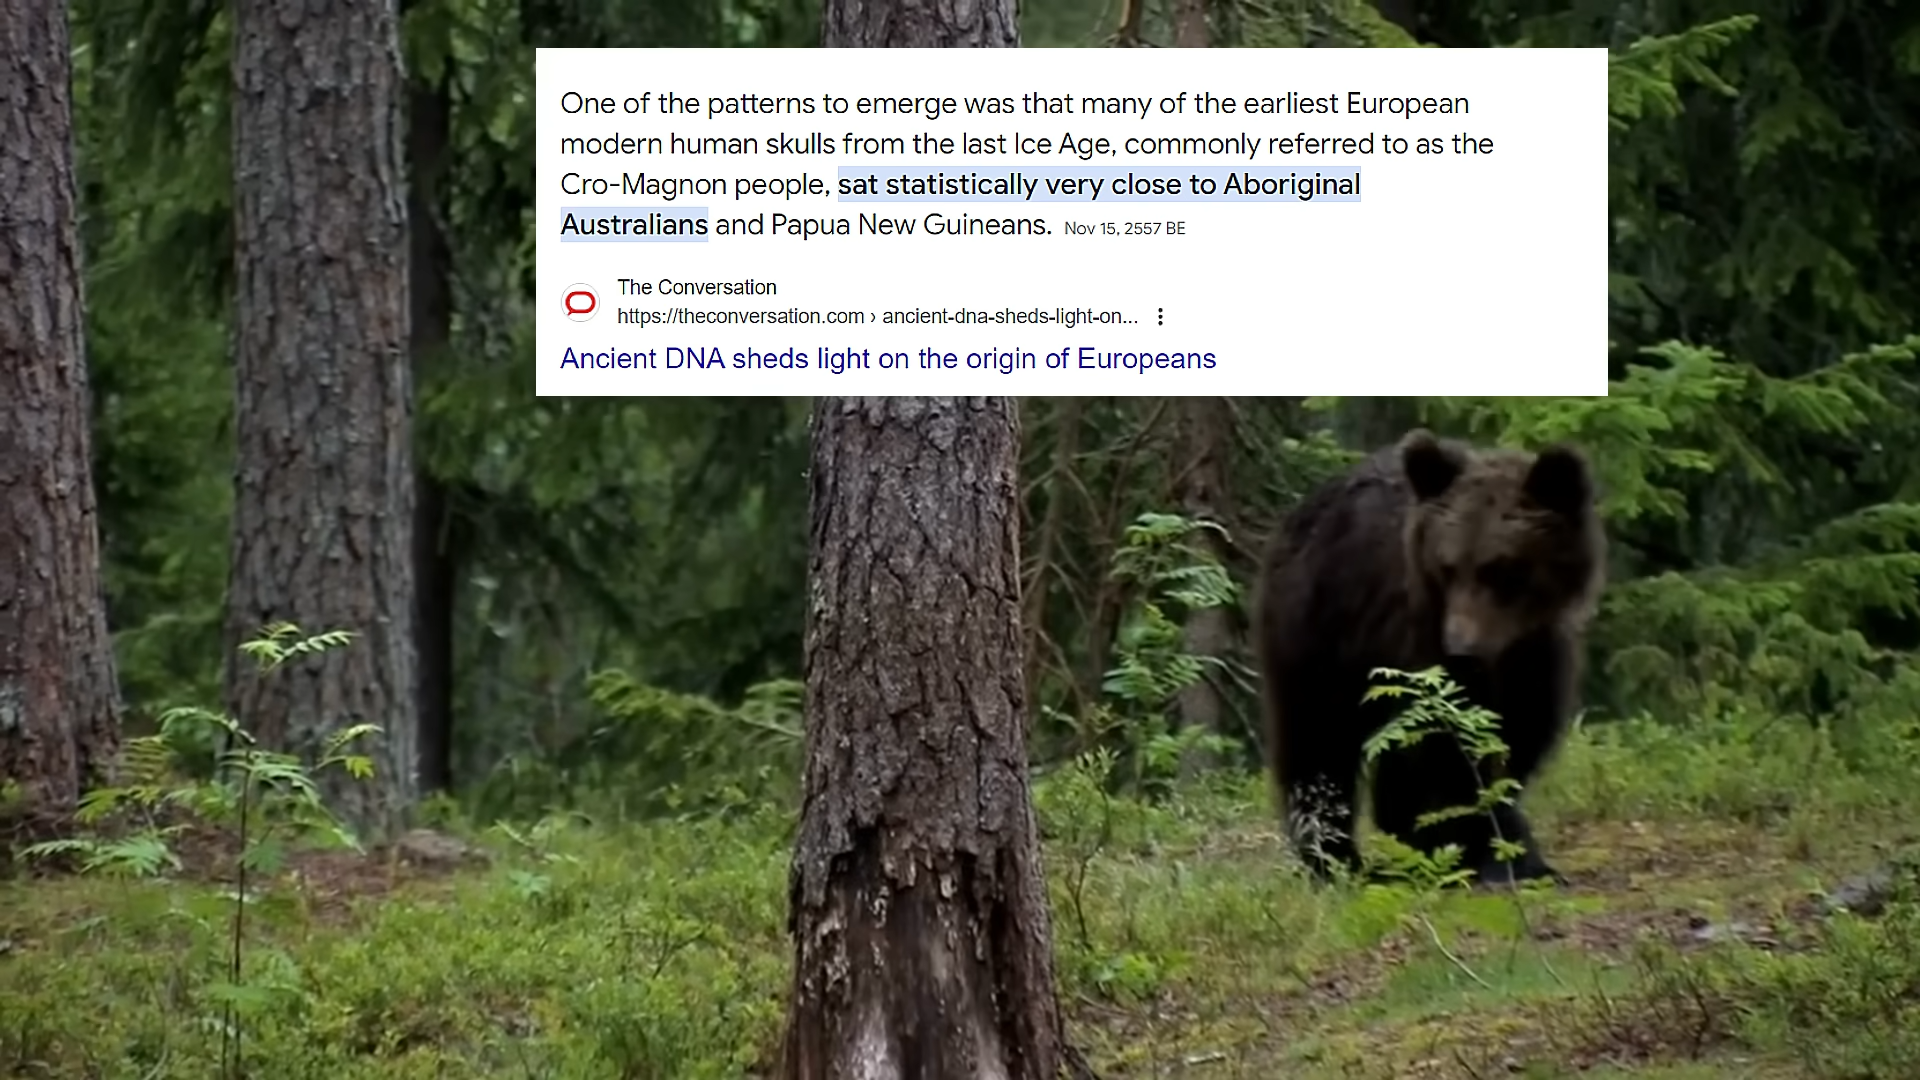 One of the patterns to emerge was that many of the earliest European
modern human skulls from the last Ice Age, commonly referred to as the
Cro-Magnon people, sat statistically very close to Aboriginal
Australians and Papua New Guineans. Nov 15, 2557 BE
The Conversation
https://theconversation.com › ancient-dna-sheds-light-on...
Ancient DNA sheds light on the origin of Europeans